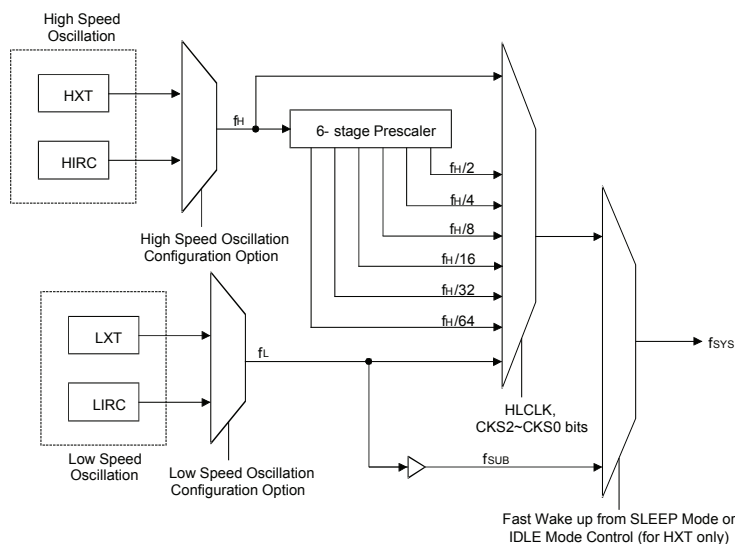 High Speed
Oscillation
HXT
HIRC
fH
6- stage Prescaler
fH/2
fH/4
fH/8
fH/16
fH/32
fH/64
High Speed Oscillation
Configuration Option
LXT
LIRC
fL
Low Speed
Oscillation
Low Speed Oscillation
Configuration Option
HLCLK,
CKS2~CKS0 bits
fSUB
fSYS
Fast Wake up from SLEEP Mode or
IDLE Mode Control (for HXT only)